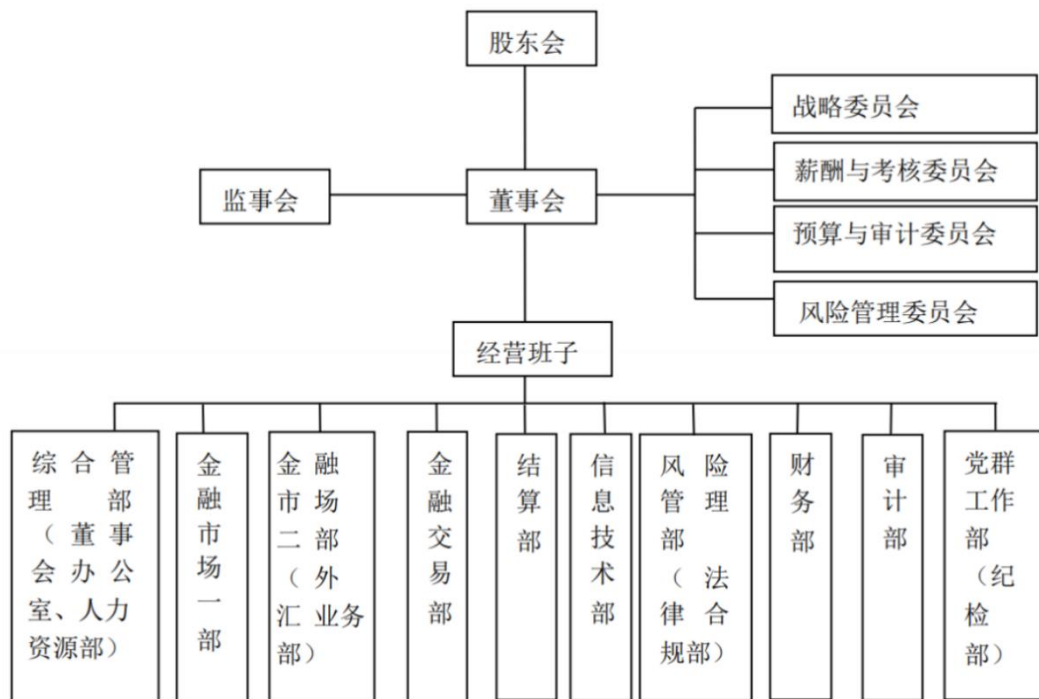 股东会
战略委员会
薪酬与考核委员会
监事会
董事会
预算与审计委员会
风险管理委员会
经营班子
综合管
理部
（董事
会办公
室、人力
资源部）
金
融
市
场
一
部
金融
市场
二部
（外
汇业务
部）
金
融
交
易
部
结
算
部
信
息
技
术
部
风险
管理
部
（法
律合
规部）
财
务
部
审
计
部
党群
工作
部
（纪
检
部）